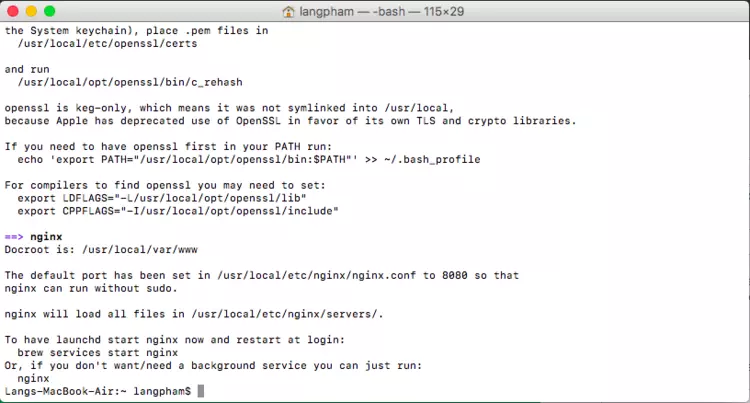 langpham — -bash — 115×29
the System keychain), place .pem files in
  /usr/local/etc/openssl/certs

and run
  /usr/local/opt/openssl/bin/c_rehash

openssl is keg-only, which means it was not symlinked into /usr/local,
because Apple has deprecated use of OpenSSL in favor of its own TLS and crypto libraries.

If you need to have openssl first in your PATH run:
  echo 'export PATH="/usr/local/opt/openssl/bin:$PATH"' >> ~/.bash_profile

For compilers to find openssl you may need to set:
  export LDFLAGS="-L/usr/local/opt/openssl/lib"
  export CPPFLAGS="-I/usr/local/opt/openssl/include"

==> nginx
Docroot is: /usr/local/var/www

The default port has been set in /usr/local/etc/nginx/nginx.conf to 8080 so that
nginx can run without sudo.

nginx will load all files in /usr/local/etc/nginx/servers/.

To have launchd start nginx now and restart at login:
  brew services start nginx
Or, if you don't want/need a background service you can just run:
  nginx
Langs-MacBook-Air:~ langpham$